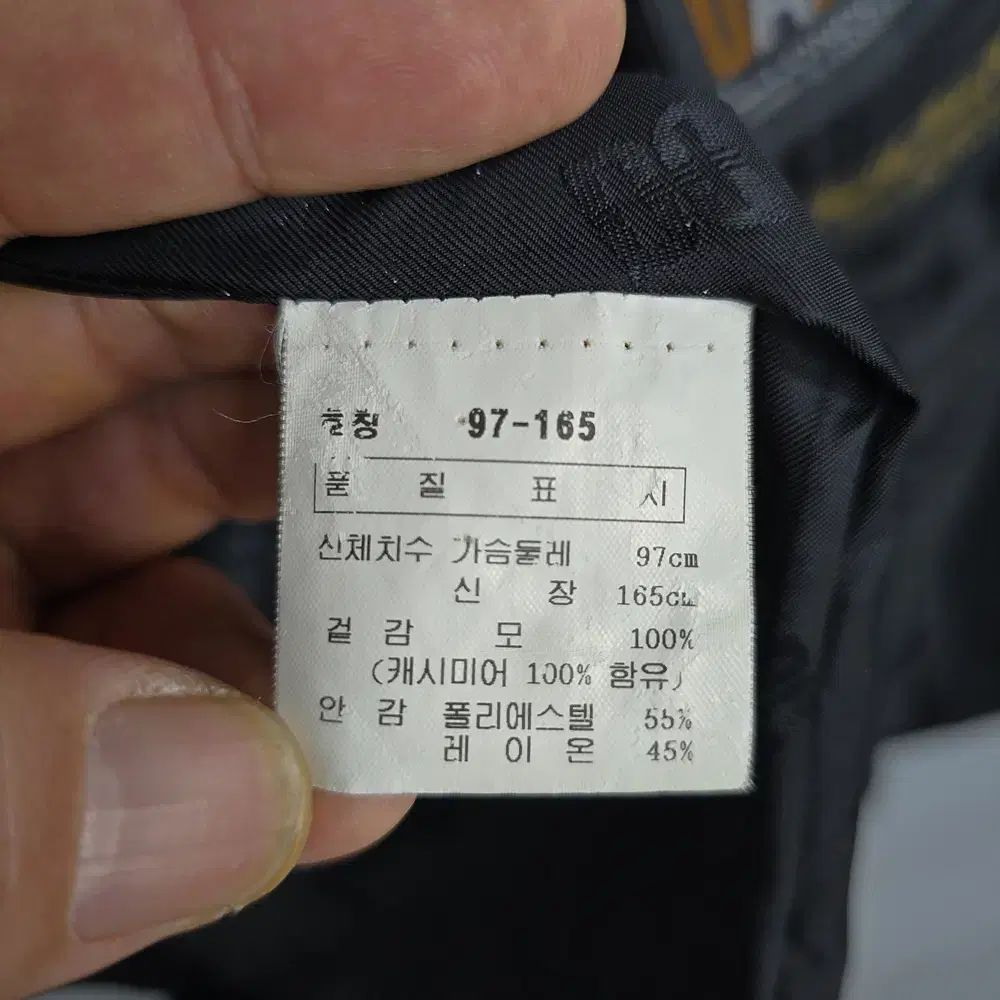 호칭 97-165
품 질 표 시
신체치수 가슴둘레 97cm
신 장 165cm
겉 감 모 100%
(캐시미어 100% 함유)
안 감 폴리에스텔 55%
레 이 온 45%